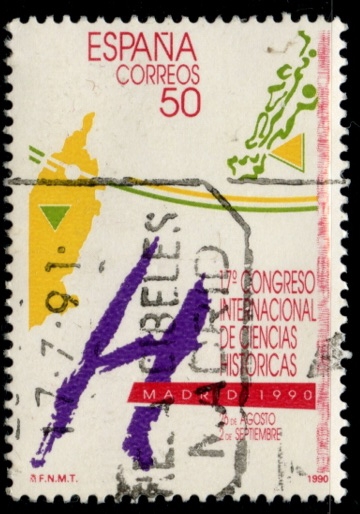 ESPAÑA
CORREOS
50
17.7.91
CIBELES
MADRID
17º CONGRESO
INTERNACIONAL
DE CIENCIAS
HISTORICAS
MADRID 1990
DE AGOSTO
2 DE SEPTIEMBRE
F.N.M.T.
1990